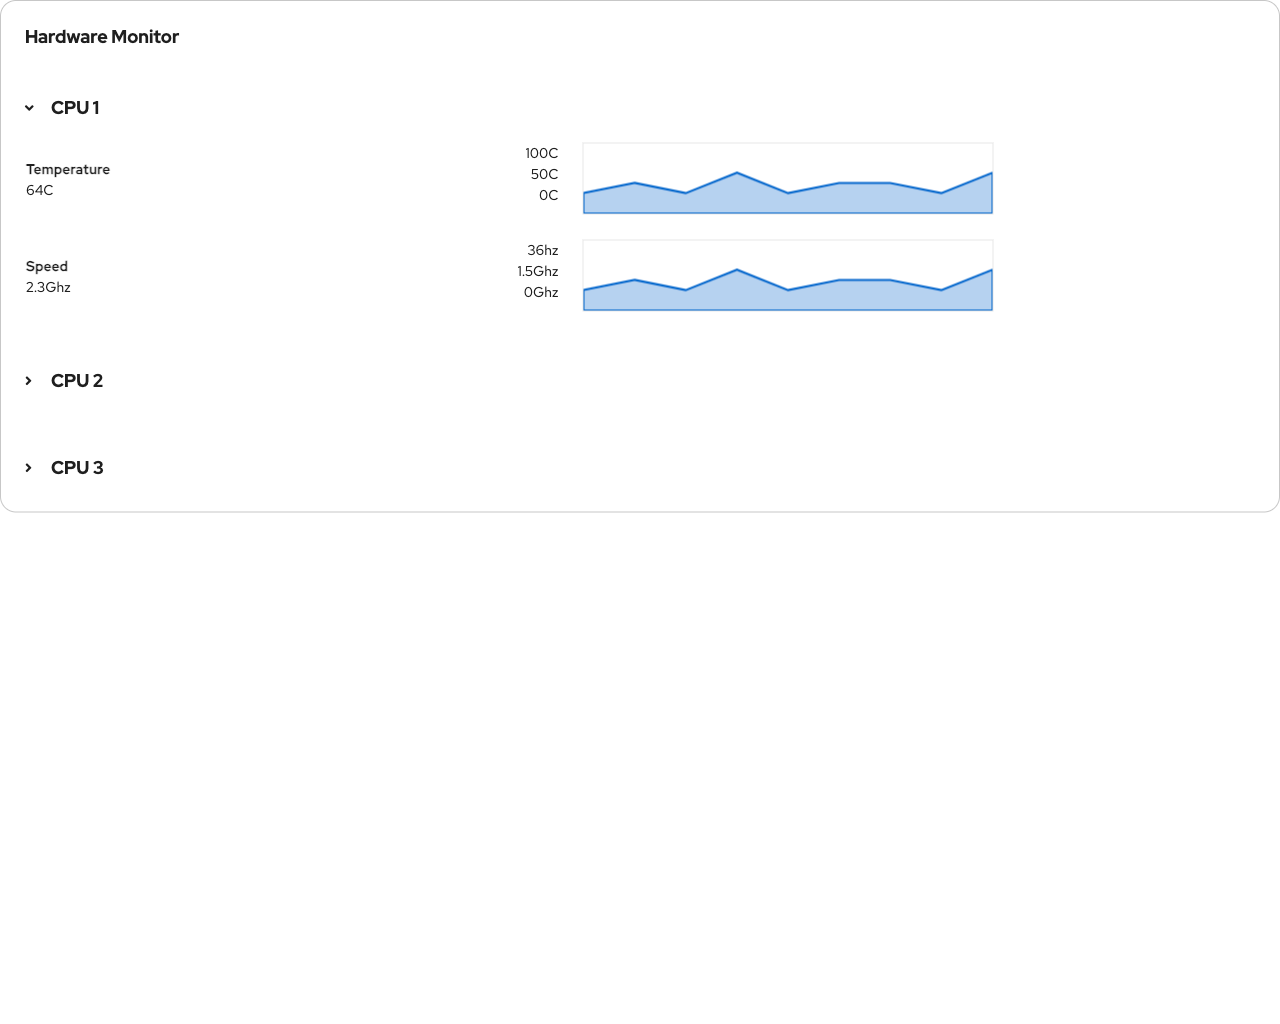 Hardware Monitor
CPU 1
Temperature
64C
100C
50C
0C
Speed
2.3Ghz
36hz
1.5Ghz
0Ghz
CPU 2
CPU 3